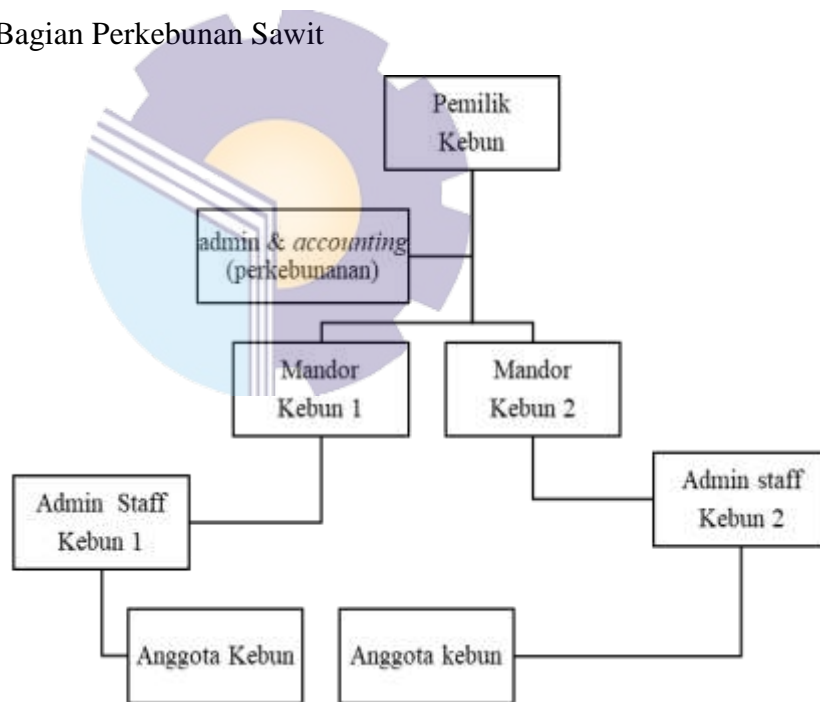 Bagian Perkebunan Sawit
Pemilik
Kebun
admin & accounting
(perkebunanan)
Mandor
Kebun 1
Mandor
Kebun 2
Admin Staff
Kebun 1
Admin staff
Kebun 2
Anggota Kebun
Anggota kebun